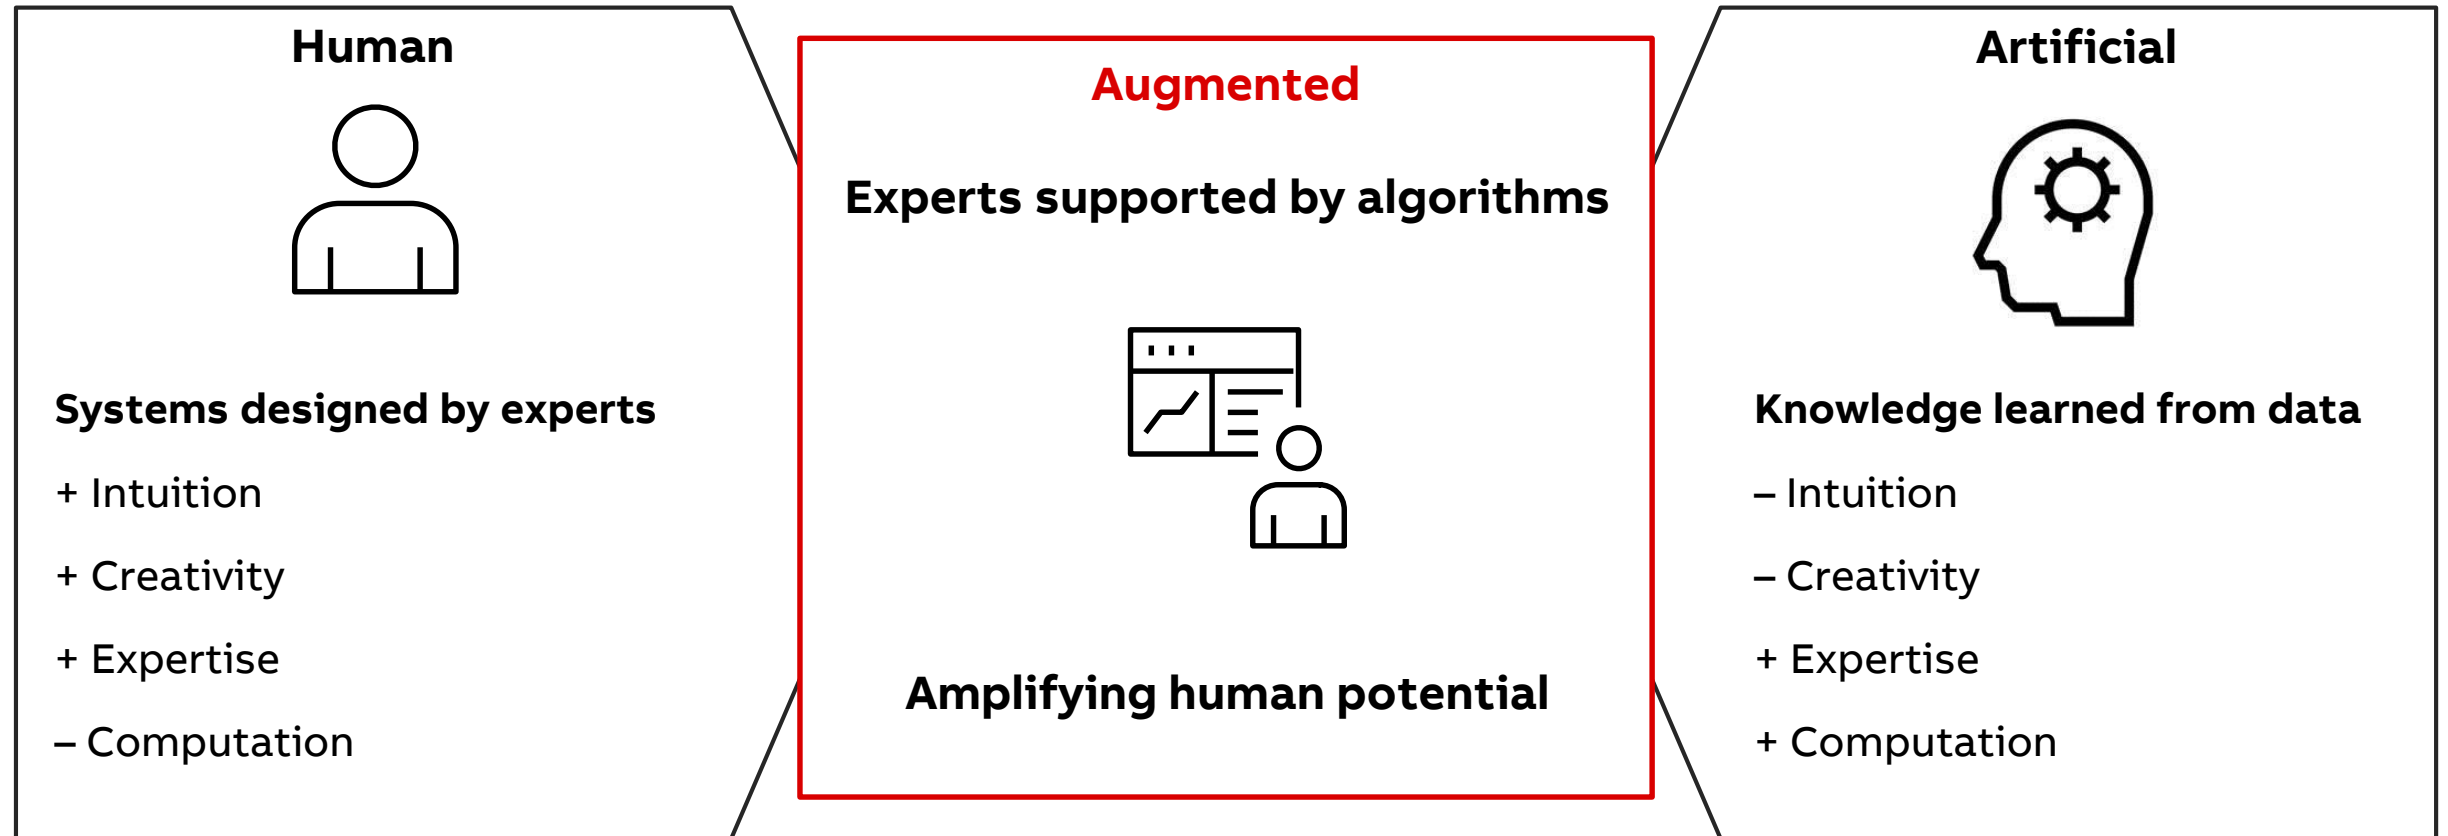 Human
Systems designed by experts
+ Intuition
+ Creativity
+ Expertise
– Computation
Augmented
Experts supported by algorithms
Amplifying human potential
Artificial
Knowledge learned from data
– Intuition
– Creativity
+ Expertise
+ Computation